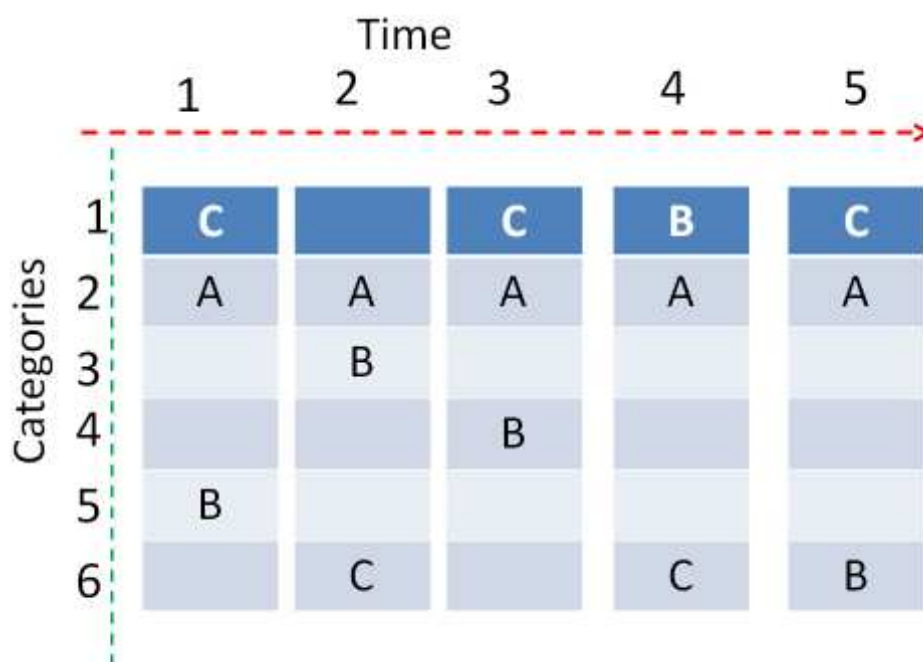 Time
1 2 3 4 5
Categories
1 C C B C
2 A A A A A
3 B
4 B
5 B
6 C C B